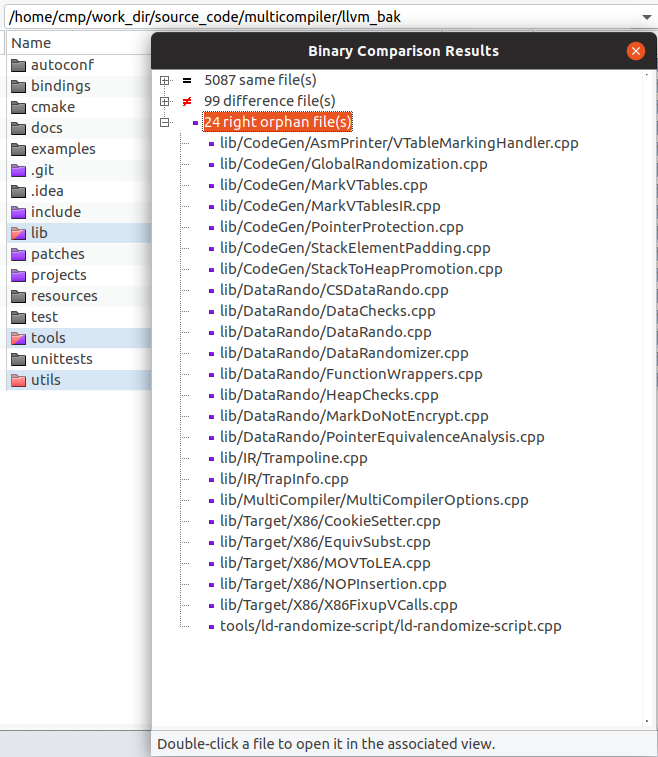 /home/cmp/work_dir/source_code/multicompiler/llvm_bak
Name
autoconf
bindings
cmake
docs
examples
.git
.idea
include
lib
patches
projects
resources
test
tools
unittests
utils
Binary Comparison Results
= 5087 same file(s)
≠ 99 difference file(s)
24 right orphan file(s)
lib/CodeGen/AsmPrinter/VTableMarkingHandler.cpp
lib/CodeGen/GlobalRandomization.cpp
lib/CodeGen/MarkVTables.cpp
lib/CodeGen/MarkVTablesIR.cpp
lib/CodeGen/PointerProtection.cpp
lib/CodeGen/StackElementPadding.cpp
lib/CodeGen/StackToHeapPromotion.cpp
lib/DataRando/CSDataRando.cpp
lib/DataRando/DataChecks.cpp
lib/DataRando/DataRando.cpp
lib/DataRando/DataRandomizer.cpp
lib/DataRando/FunctionWrappers.cpp
lib/DataRando/HeapChecks.cpp
lib/DataRando/MarkDoNotEncrypt.cpp
lib/DataRando/PointerEquivalenceAnalysis.cpp
lib/IR/Trampoline.cpp
lib/IR/TrapInfo.cpp
lib/MultiCompiler/MultiCompilerOptions.cpp
lib/Target/X86/CookieSetter.cpp
lib/Target/X86/EquivSubst.cpp
lib/Target/X86/MOVToLEA.cpp
lib/Target/X86/NOPInsertion.cpp
lib/Target/X86/X86FixupVCalls.cpp
tools/ld-randomize-script/ld-randomize-script.cpp
Double-click a file to open it in the associated view.